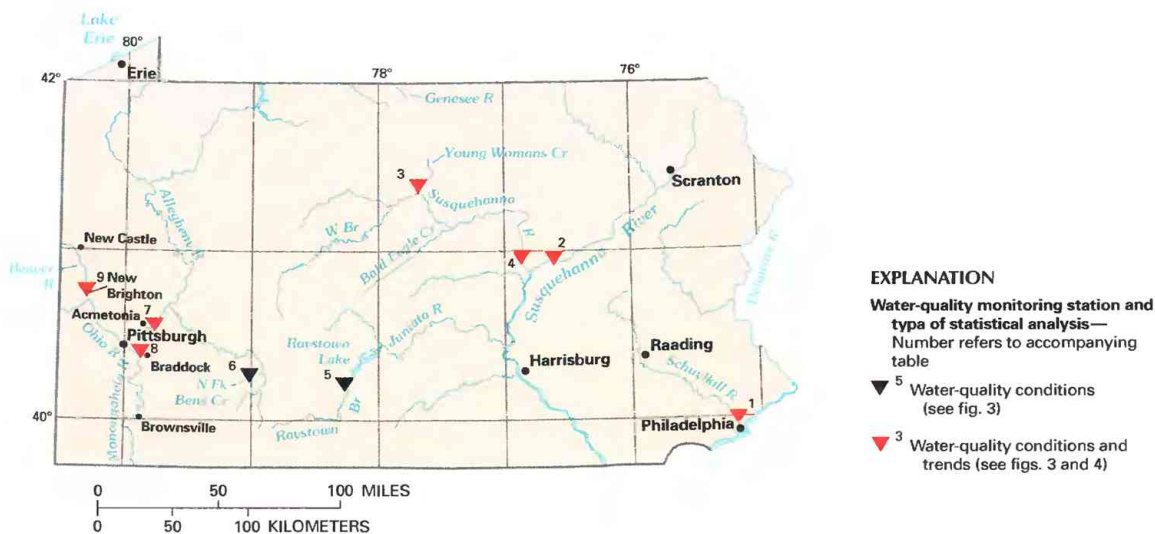 Lake
Erie
80°
42°
Erie
78°
76°
Genesee R
Young Womans Cr
3
Susquehanna
Scranton
Allegheny R
W Br
R
Bald Eagle Cr
New Castle
4
2
Susquehanna River
Delaware R
Beaver
R
9 New
Brighton
Acmetonia
7
Ohio R
Pittsburgh
8
Braddock
Monongahela R
6
N Fk
Bens Cr
Raystown
Lake
5
Juniata R
Harrisburg
Raading
Schuylkill R
1
40°
Brownsville
Raystown
Br
Philadelphia
0 50 100 MILES
0 50 100 KILOMETERS
EXPLANATION
Water-quality monitoring station and
typa of statistical analysis—
Number refers to accompanying
table
5 Water-quality conditions
(see fig. 3)
3 Water-quality conditions and
trends (see figs. 3 and 4)